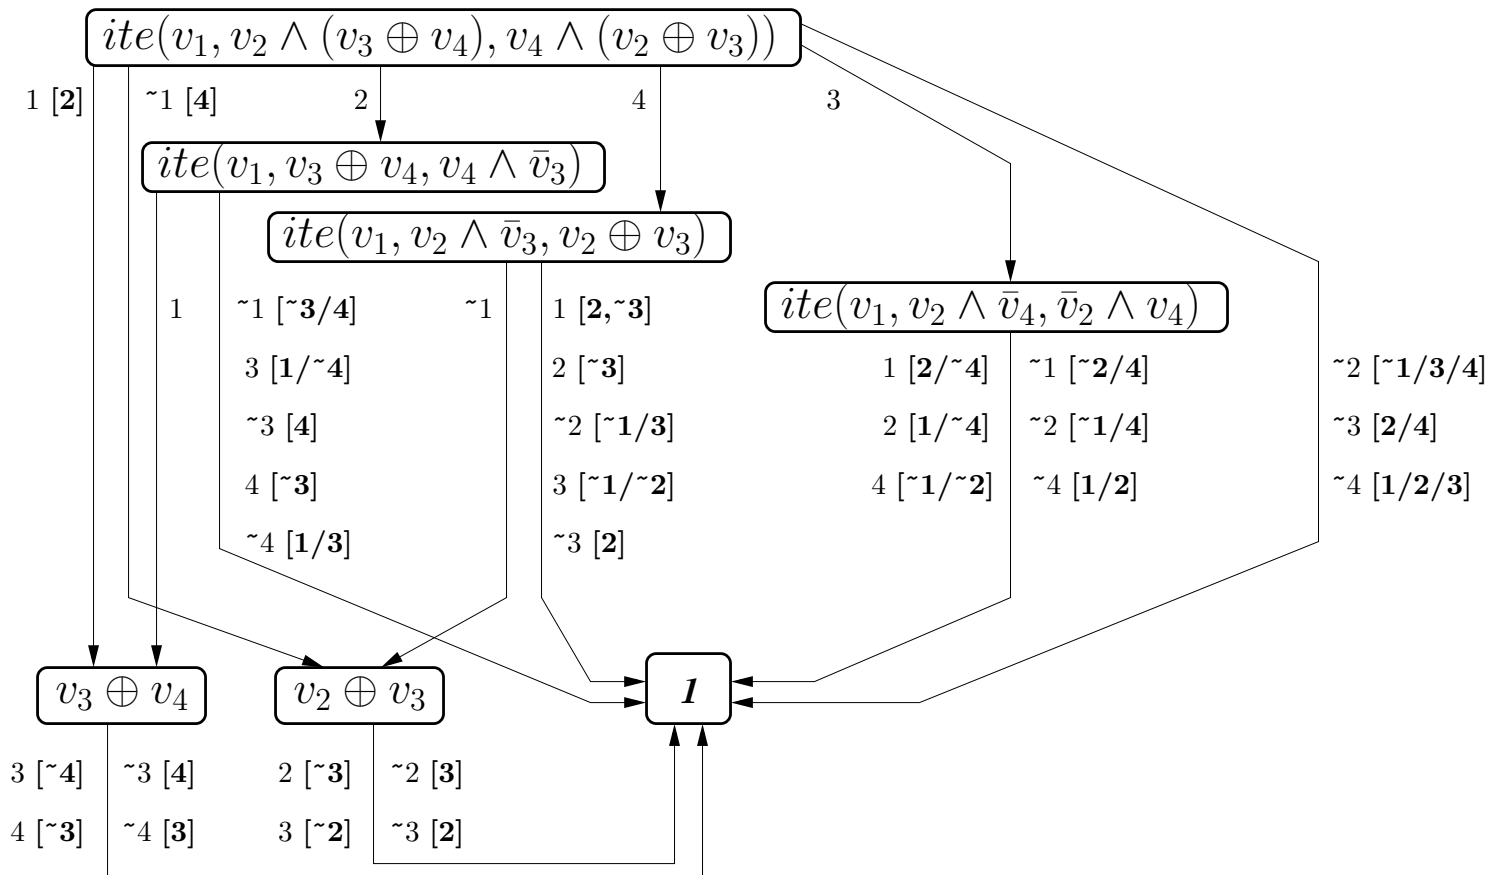 ite(v₁, v₂ ∧ (v₃ ⊕ v₄), v₄ ∧ (v₂ ⊕ v₃))
1 [2] ~1 [4] 2 4 3
ite(v₁, v₃ ⊕ v₄, v₄ ∧ v̄₃)
ite(v₁, v₂ ∧ v̄₃, v₂ ⊕ v₃)
ite(v₁, v₂ ∧ v̄₄, v̄₂ ∧ v₄)
1 ~1 [~3/4] ~1 1 [2,~3]
3 [1/~4] 2 [~3] 1 [2/~4] ~1 [~2/4] ~2 [~1/3/4]
~3 [4] ~2 [~1/3] 2 [1/~4] ~2 [~1/4] ~3 [2/4]
4 [~3] 3 [~1/~2] 4 [~1/~2] ~4 [1/2] ~4 [1/2/3]
~4 [1/3] ~3 [2]
v₃ ⊕ v₄ v₂ ⊕ v₃ 1
3 [~4] ~3 [4] 2 [~3] ~2 [3]
4 [~3] ~4 [3] 3 [~2] ~3 [2]